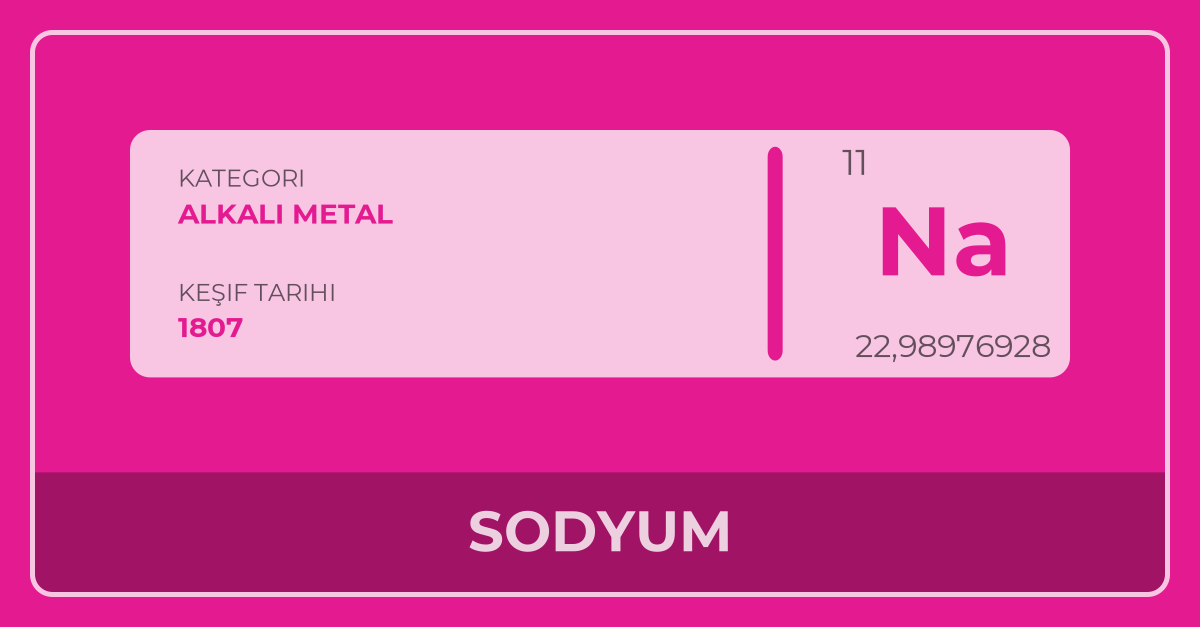 KATEGORI
ALKALI METAL
KEŞIF TARIHI
1807
11
Na
22,98976928
SODYUM